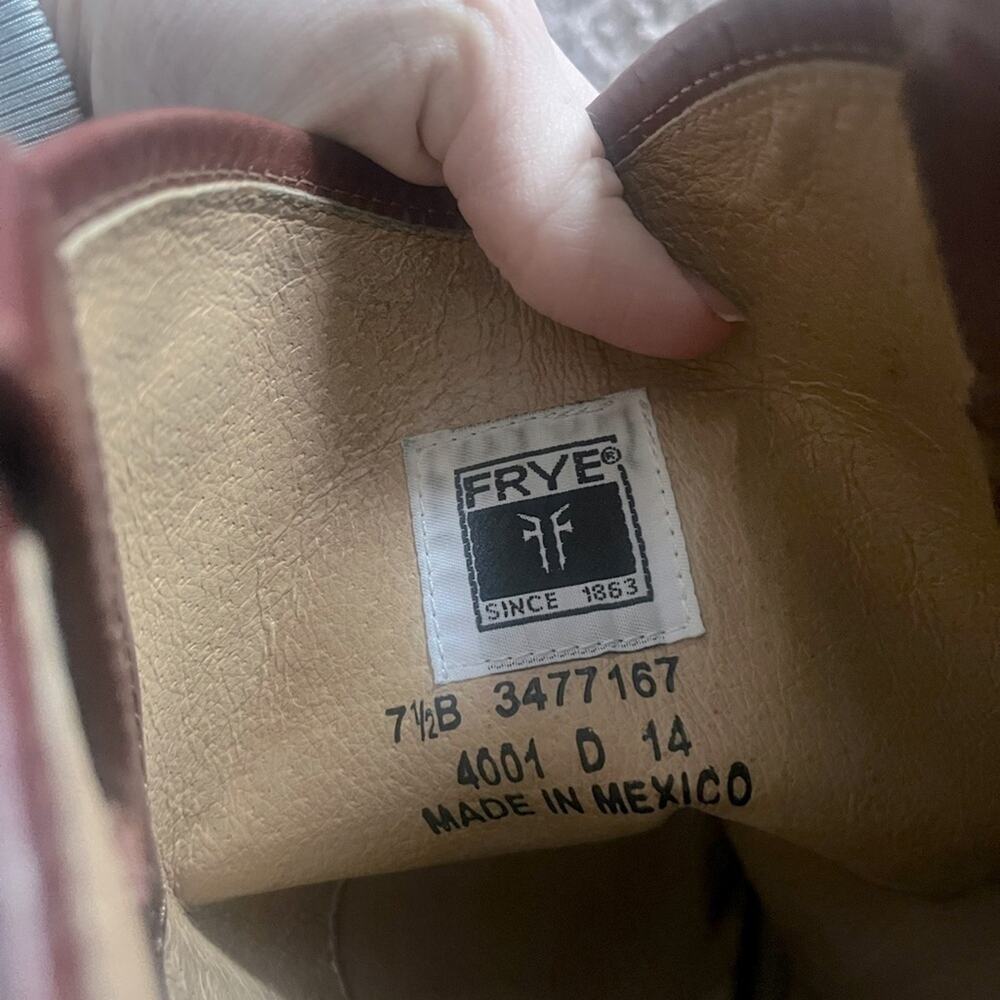 FRYE®
SINCE 1863
7½B 3477167
4001 D 14
MADE IN MEXICO